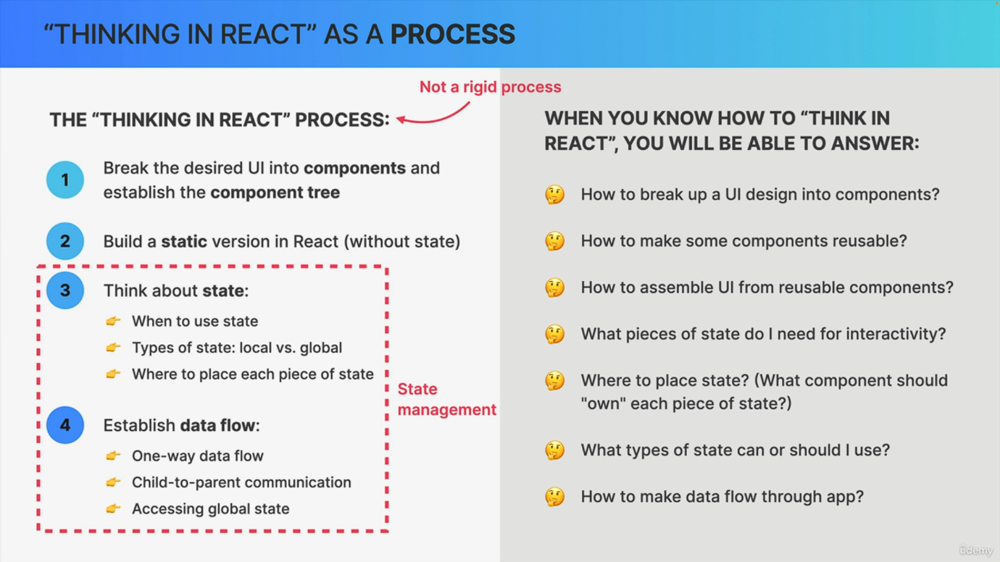 “THINKING IN REACT” AS A PROCESS
Not a rigid process
THE “THINKING IN REACT” PROCESS:
1
Break the desired UI into components and
establish the component tree
2
Build a static version in React (without state)
3
Think about state:
When to use state
Types of state: local vs. global
Where to place each piece of state
State
management
4
Establish data flow:
One-way data flow
Child-to-parent communication
Accessing global state
WHEN YOU KNOW HOW TO “THINK IN
REACT”, YOU WILL BE ABLE TO ANSWER:
How to break up a UI design into components?
How to make some components reusable?
How to assemble UI from reusable components?
What pieces of state do I need for interactivity?
Where to place state? (What component should
"own" each piece of state?)
What types of state can or should I use?
How to make data flow through app?
ûdemy